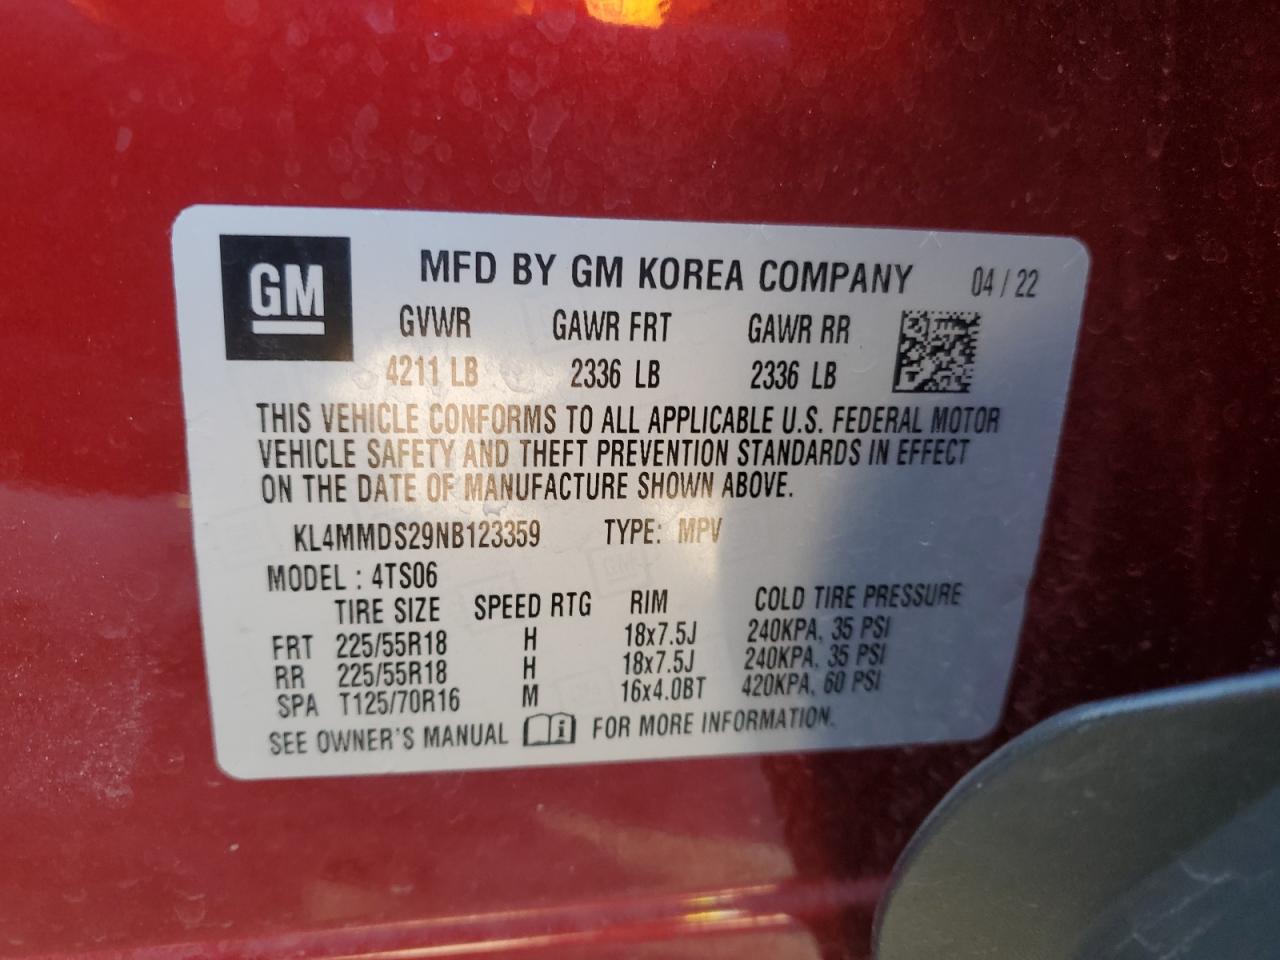 GM
MFD BY GM KOREA COMPANY 04/22
GVWR GAWR FRT GAWR RR
4211 LB 2336 LB 2336 LB
THIS VEHICLE CONFORMS TO ALL APPLICABLE U.S. FEDERAL MOTOR
VEHICLE SAFETY AND THEFT PREVENTION STANDARDS IN EFFECT
ON THE DATE OF MANUFACTURE SHOWN ABOVE.
KL4MMDS29NB123359 TYPE: MPV
MODEL : 4TS06
TIRE SIZE SPEED RTG RIM COLD TIRE PRESSURE
FRT 225/55R18 H 18x7.5J 240KPA, 35 PSI
RR 225/55R18 H 18x7.5J 240KPA, 35 PSI
SPA T125/70R16 M 16x4.0BT 420KPA, 60 PSI
SEE OWNER'S MANUAL FOR MORE INFORMATION.